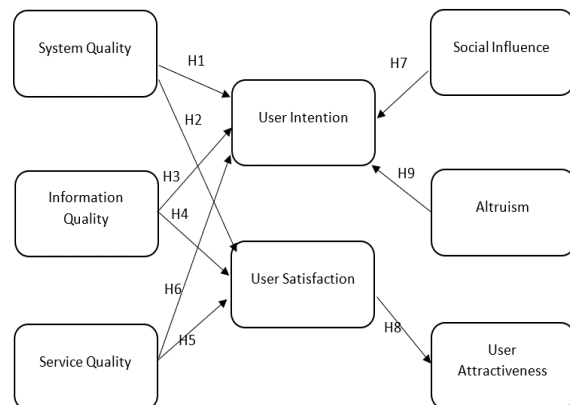 System Quality
Social Influence
H1
H7
H2
User Intention
H3
H9
Information
Quality
Altruism
H4
User Satisfaction
H6
H8
H5
Service Quality
User
Attractiveness